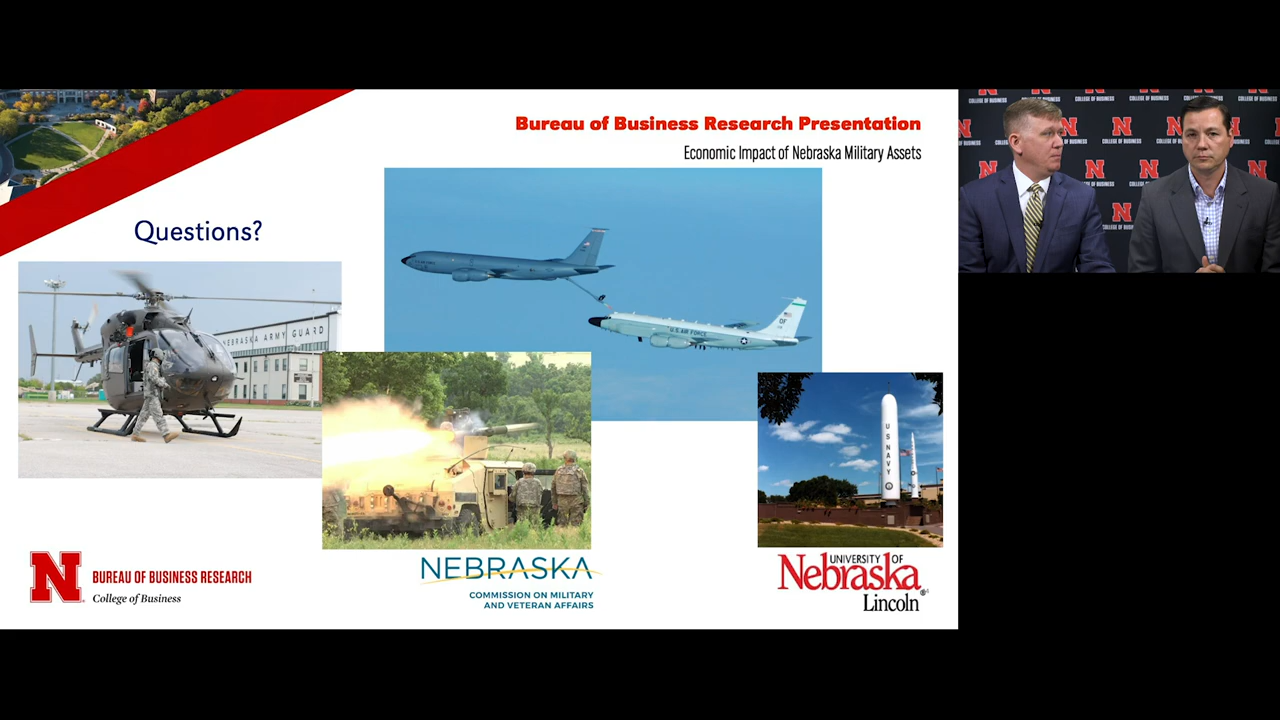 Bureau of Business Research Presentation
Economic Impact of Nebraska Military Assets
Questions?
NEBRASKA ARMY GUARD
U.S. AIR FORCE
OF
US NAVY
N
BUREAU OF BUSINESS RESEARCH
College of Business
NEBRASKA
COMMISSION ON MILITARY
AND VETERAN AFFAIRS
UNIVERSITY OF
Nebraska
Lincoln
N
COLLEGE OF BUSINESS